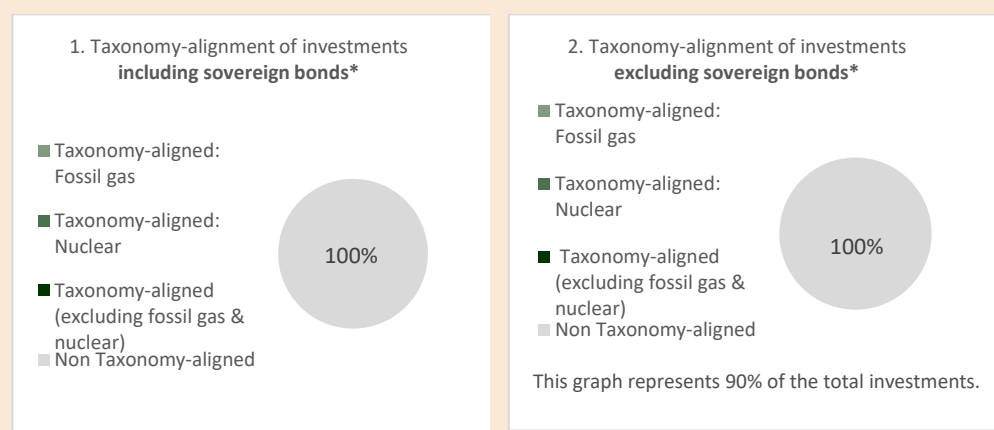 1. Taxonomy-alignment of investments
including sovereign bonds*
Taxonomy-aligned:
Fossil gas
Taxonomy-aligned:
Nuclear
Taxonomy-aligned
(excluding fossil gas &
nuclear)
Non Taxonomy-aligned
100%
2. Taxonomy-alignment of investments
excluding sovereign bonds*
Taxonomy-aligned:
Fossil gas
Taxonomy-aligned:
Nuclear
Taxonomy-aligned
(excluding fossil gas &
nuclear)
Non Taxonomy-aligned
100%
This graph represents 90% of the total investments.